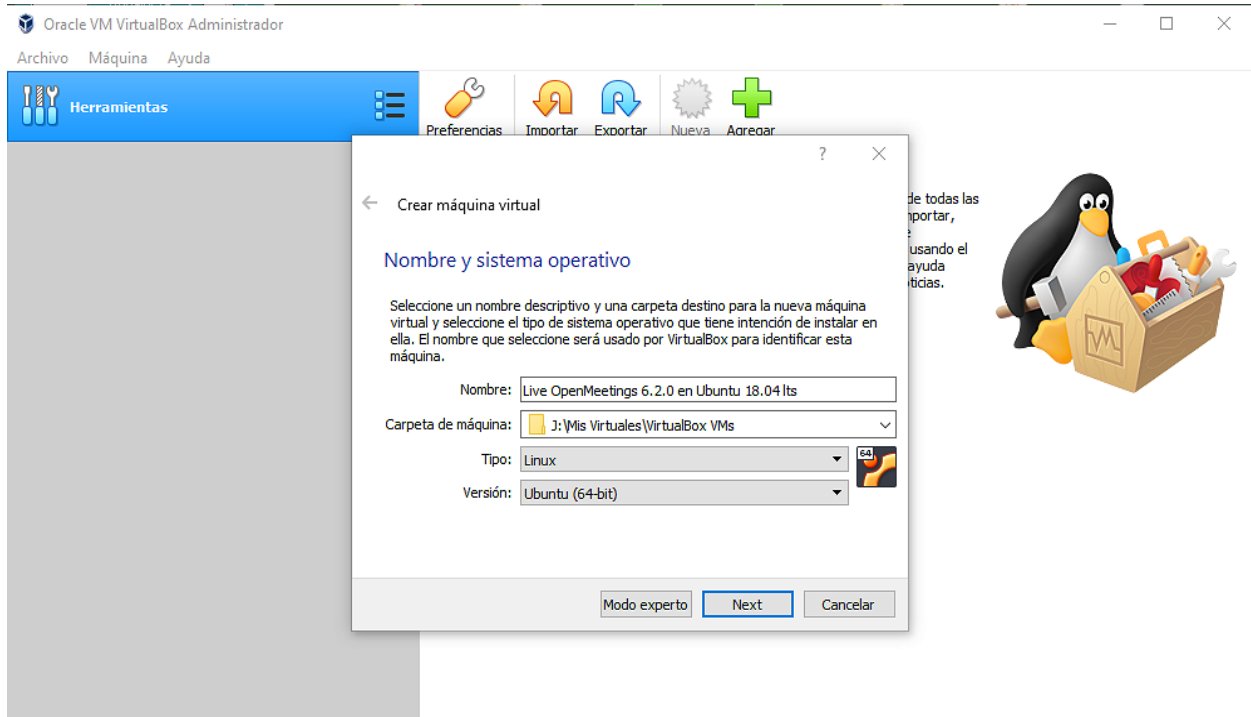 Oracle VM VirtualBox Administrador
Archivo Máquina Ayuda
Herramientas
Preferencias Importar Exportar Nueva Agregar
de todas las
usando el
ayuda
Crear máquina virtual
Nombre y sistema operativo
Seleccione un nombre descriptivo y una carpeta destino para la nueva máquina
virtual y seleccione el tipo de sistema operativo que tiene intención de instalar en
ella. El nombre que seleccione será usado por VirtualBox para identificar esta
máquina.
Nombre: Live OpenMeetings 6.2.0 en Ubuntu 18.04 lts
Carpeta de máquina: J:\Mis Virtuales\VirtualBox VMs
Tipo: Linux
64
Versión: Ubuntu (64-bit)
Modo experto Next Cancelar